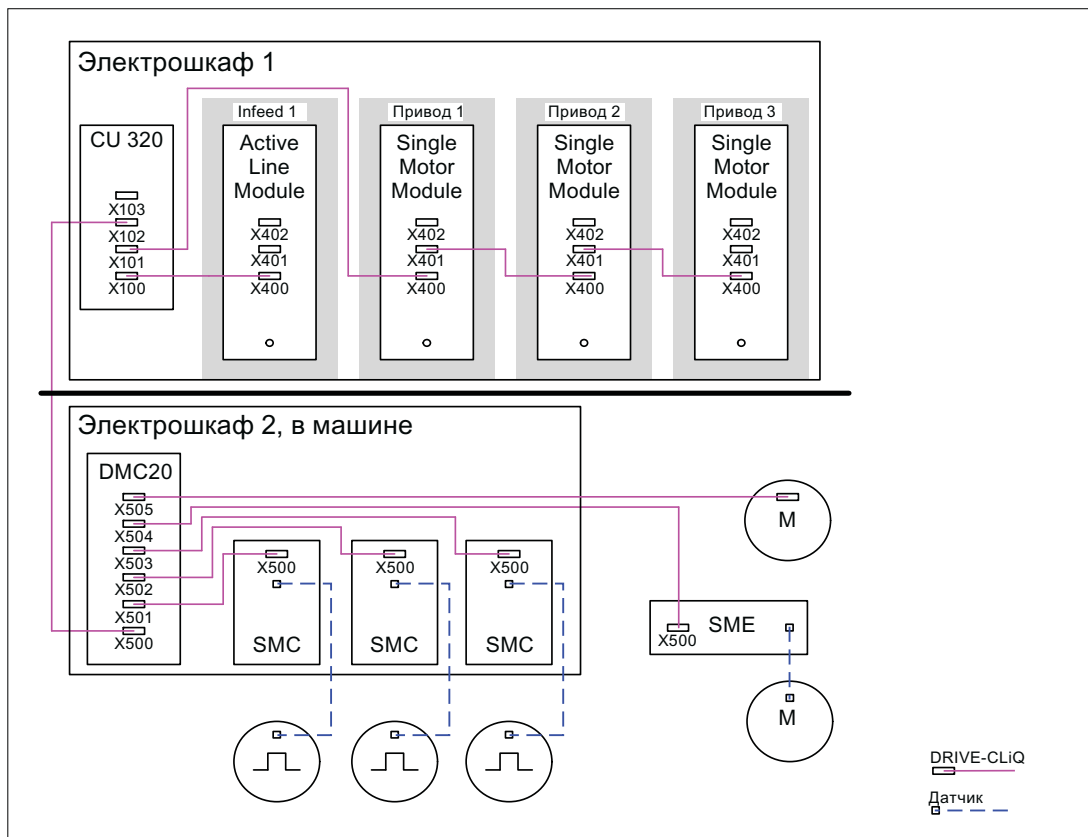 Электрошкаф 1
CU 320
X103
X102
X101
X100
Infeed 1
Active
Line
Module
X402
X401
X400
Привод 1
Single
Motor
Module
X402
X401
X400
Привод 2
Single
Motor
Module
X402
X401
X400
Привод 3
Single
Motor
Module
X402
X401
X400
Электрошкаф 2, в машине
DMC20
X505
X504
X503
X502
X501
X500
X500
SMC
X500
SMC
X500
SMC
M
X500
SME
M
DRIVE-CLiQ
Датчик